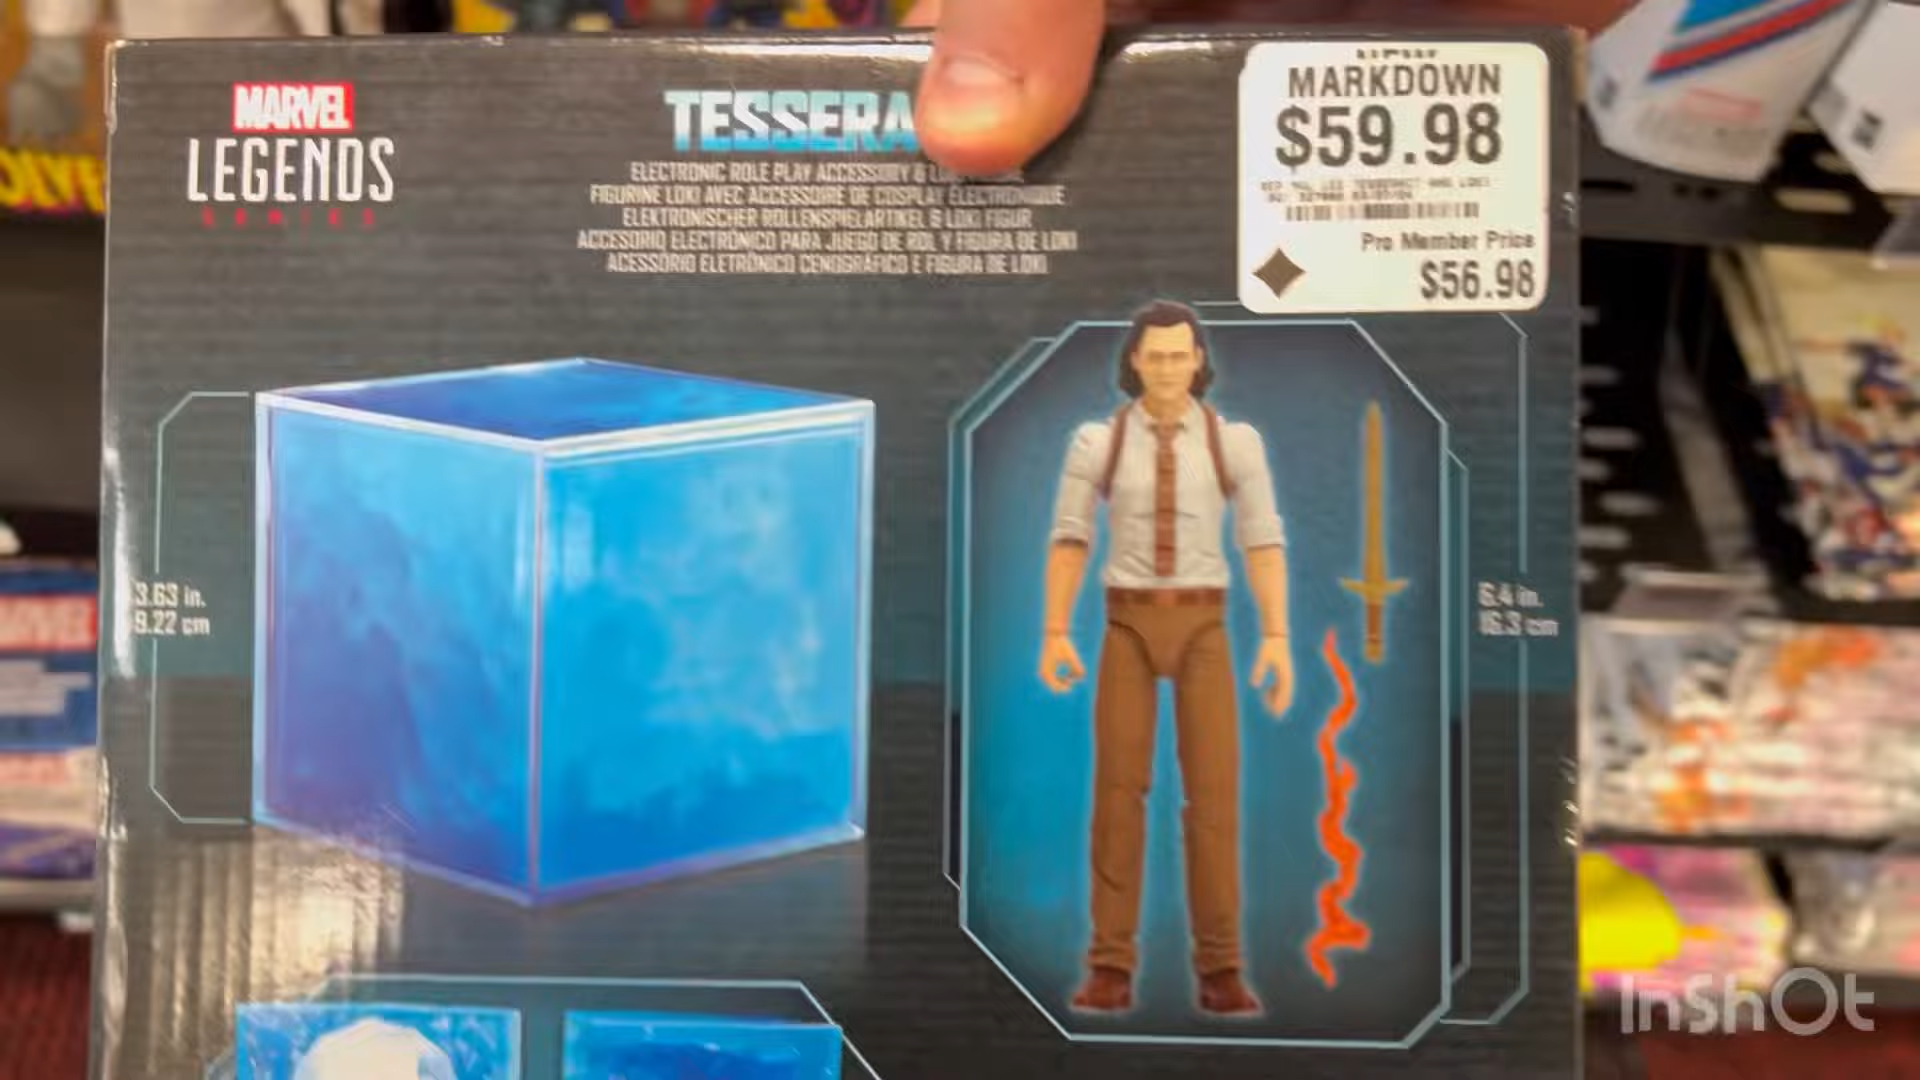 MARVEL
LEGENDS
SERIES
TESSERA
ELECTRONIC ROLE PLAY ACCESSORY &
FIGURINE LOKI AVEC ACCESSOIRE DE COSPLAY ÉLECTRONIQUE
ELEKTRONISCHER ROLLENSPIELARTIKEL & LOKI FIGUR
ACCESORIO ELECTRÓNICO PARA JUEGO DE ROL Y FIGURA DE LOKI
ACESSÓRIO ELETRÔNICO CENOGRÁFICO E FIGURA DE LOKI
MARKDOWN
$59.98
Pro Member Price
$56.98
3.63 in.
9.22 cm
6.4 in.
16.3 cm
InShOt